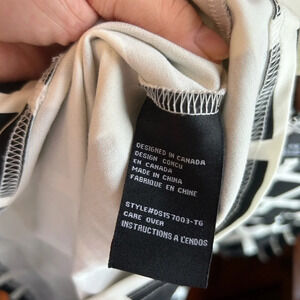 DESIGNED IN CANADA
DESIGN CONCU
EN CANADA
MADE IN CHINA
FABRIQUE EN CHINE
STYLE#DS157003-TG
CARE OVER
INSTRUCTIONS A L'ENDOS